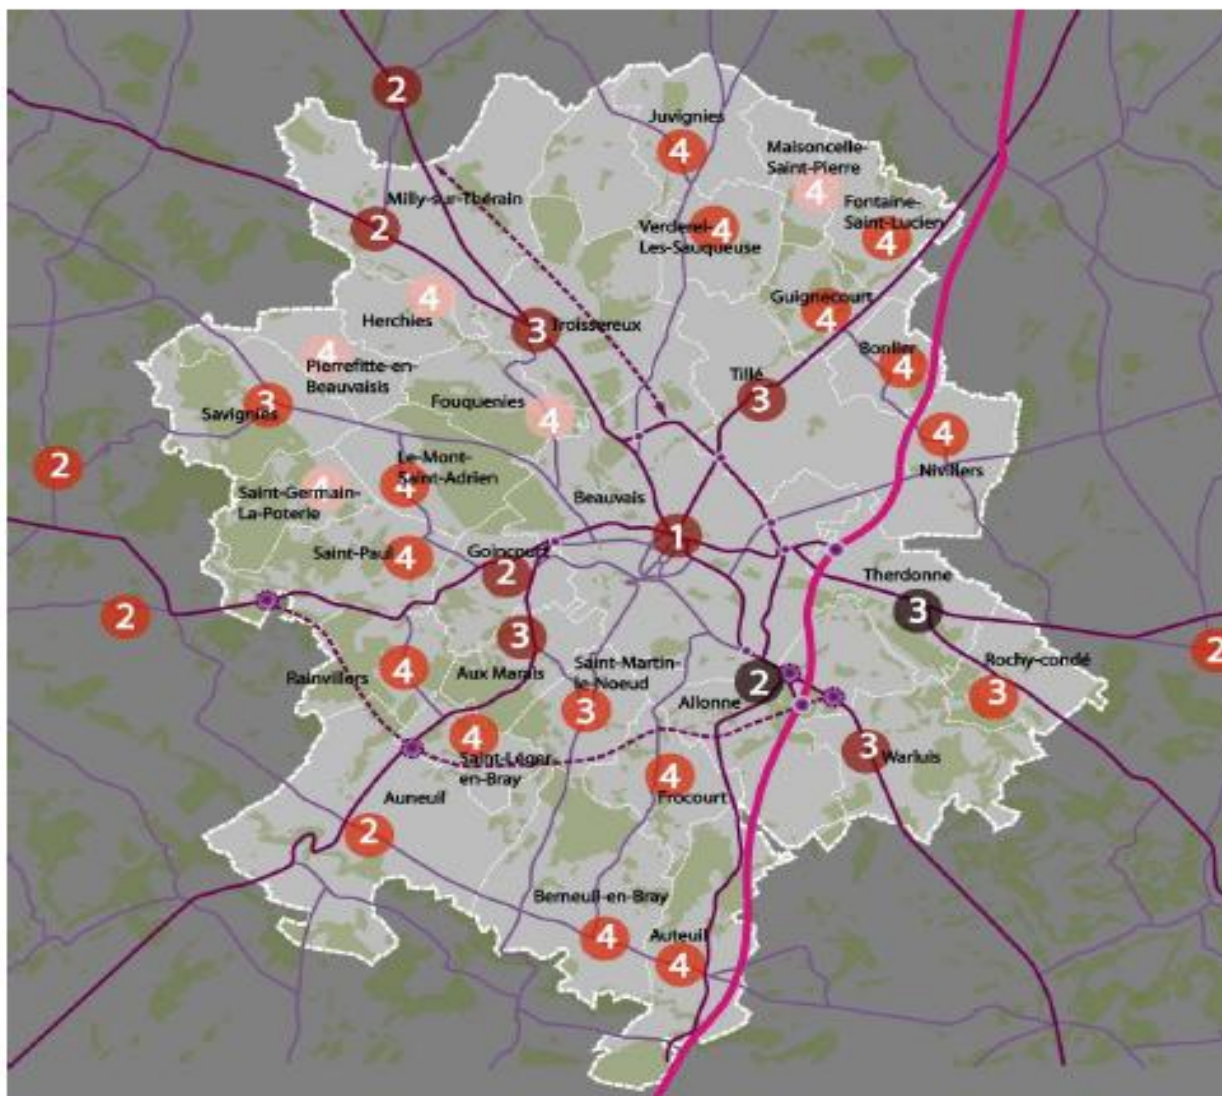 2
Juvignies
4
Maisoncelle-
Saint-Pierre
4
Milly-sur-Thérain
2
Fontaine-
Saint-Lucien
4
Verderel-
Les-Sauqueuse
4
4
Herchies
Guignecourt
4
3
Troissereux
4
Pierrefitte-en-
Beauvaisis
Bonlier
4
Tillé
3
3
Savignies
Fouquenies
4
4
Nivillers
2
Le-Mont-
Saint-Adrien
4
4
Saint-Germain-
La-Poterie
Beauvais
1
Saint-Paul
4
Goincourt
2
Therdonne
3
2
3
2
Rainvillers
4
Aux Marais
Saint-Martin-
le-Noeud
3
Allonne
2
Rochy-condé
3
4
Saint-Léger-
en-Bray
3
Warluis
4
Frocourt
Auneuil
2
Berneuil-en-Bray
4
Auteuil
4